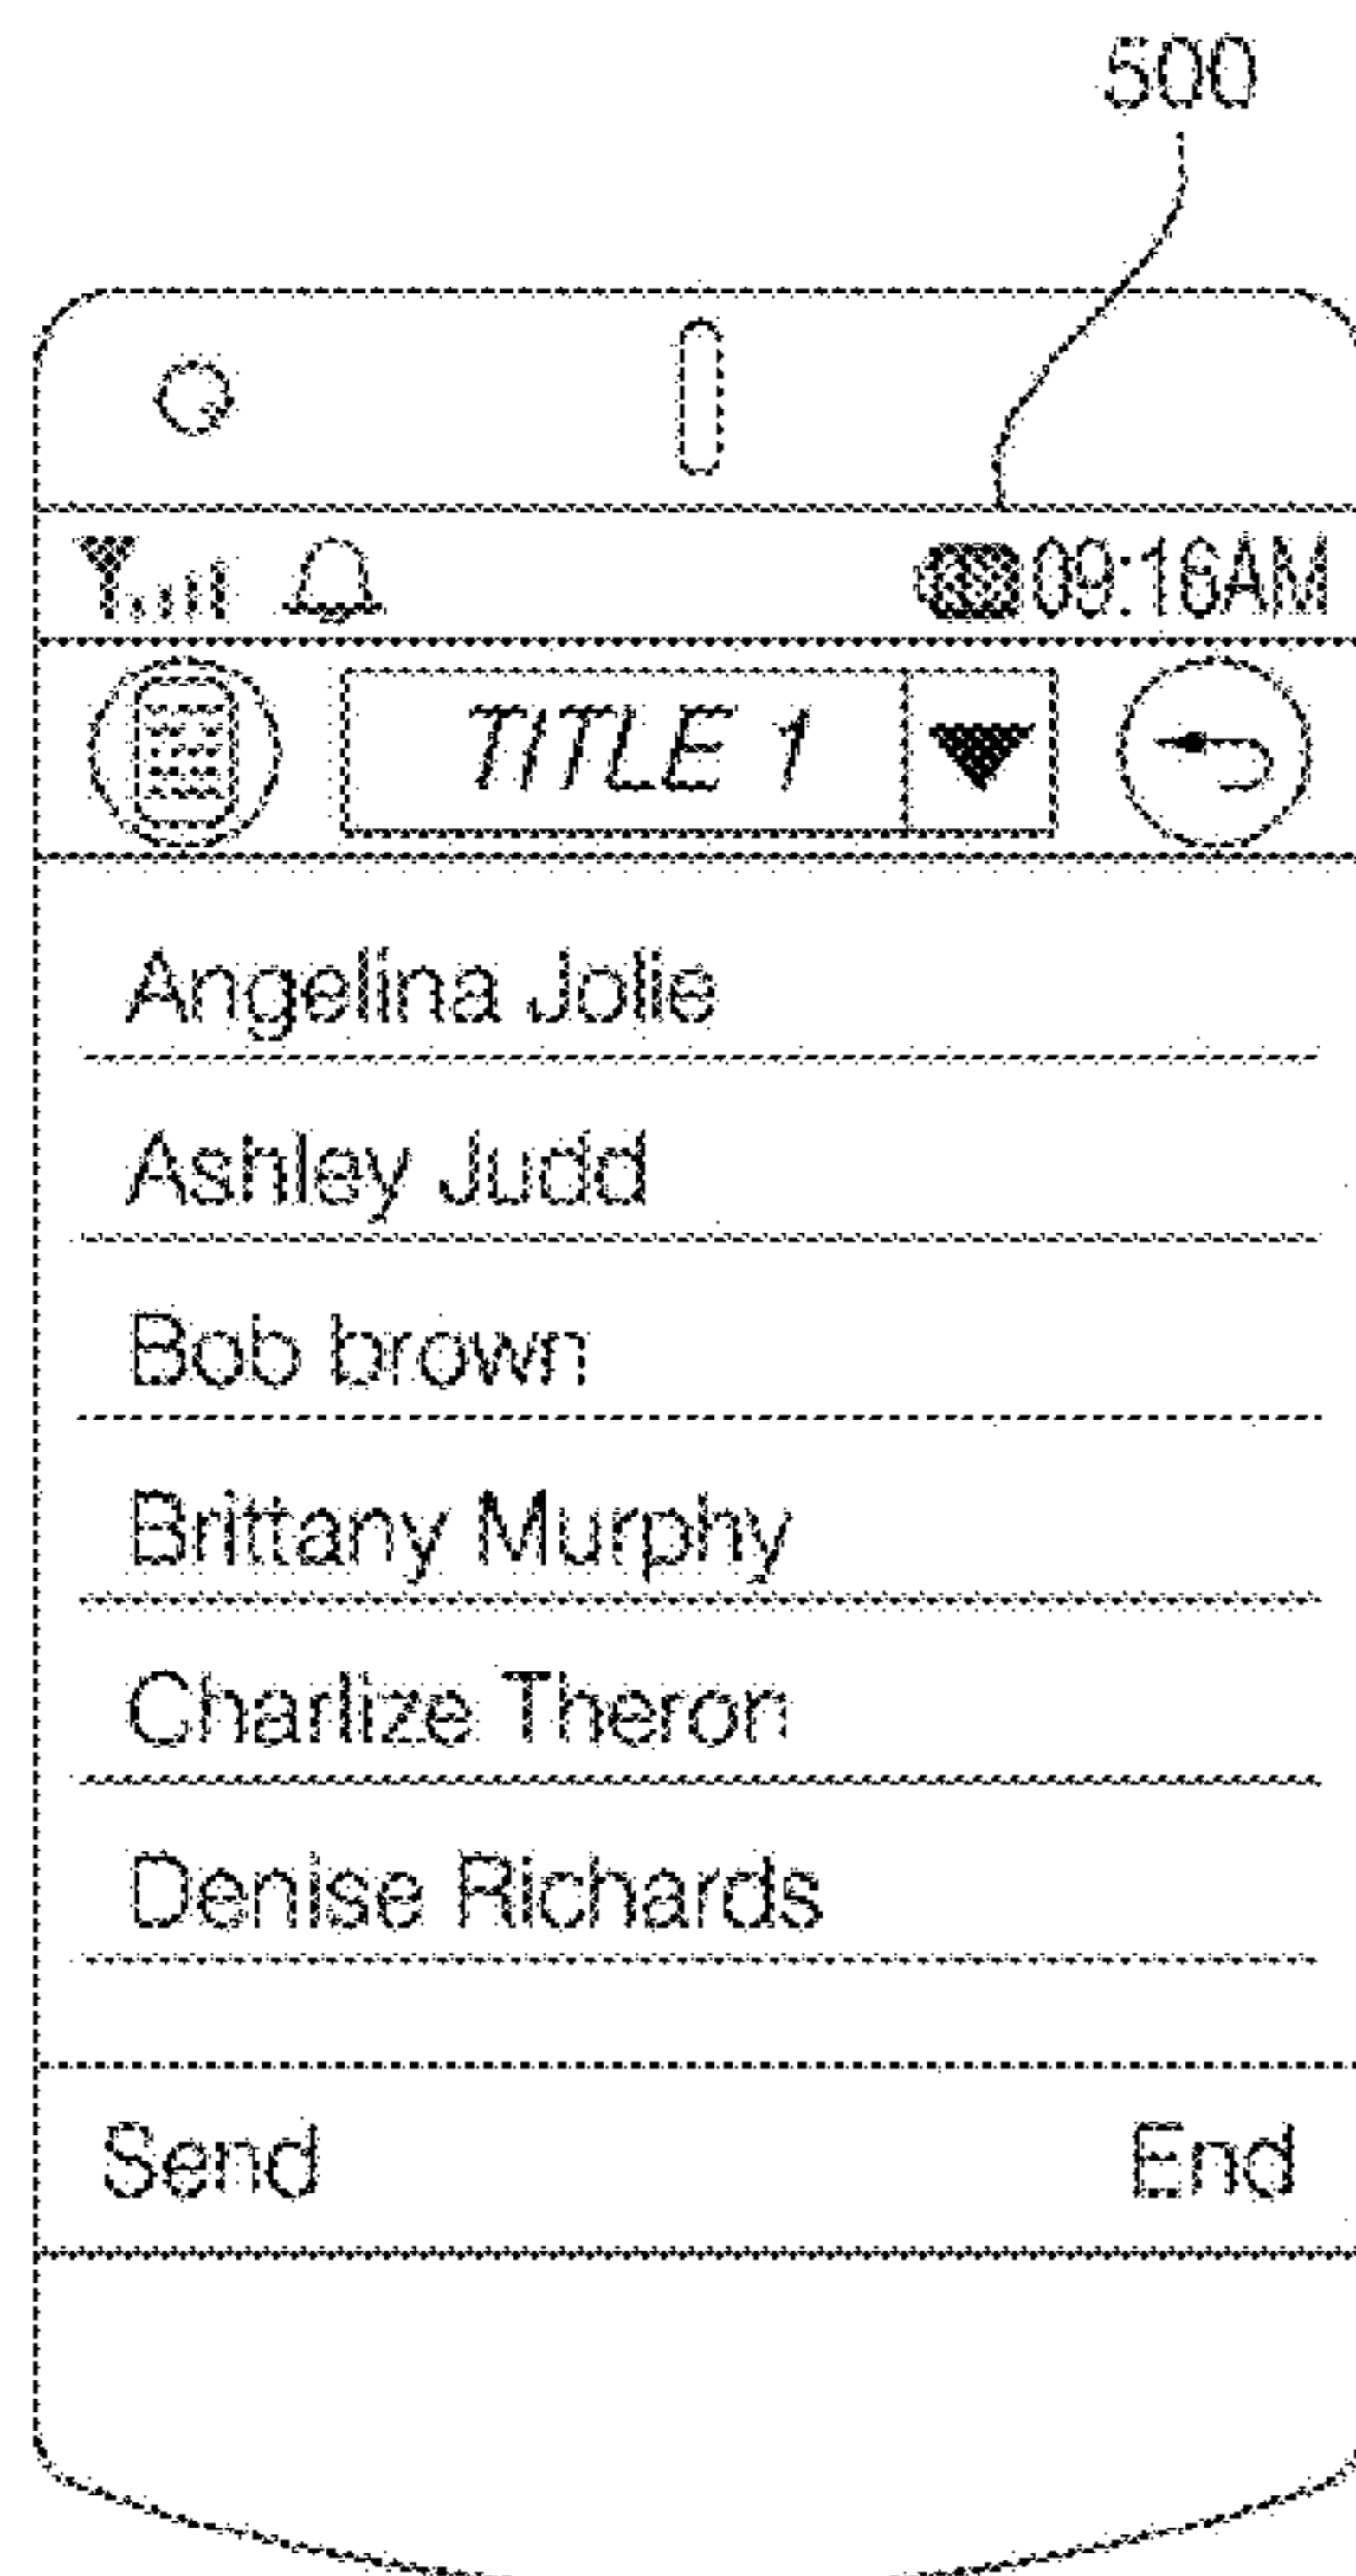 500
09:16AM
TITLE 1
Angelina Jolie
Ashley Judd
Bob brown
Brittany Murphy
Charlize Theron
Denise Richards
Send End